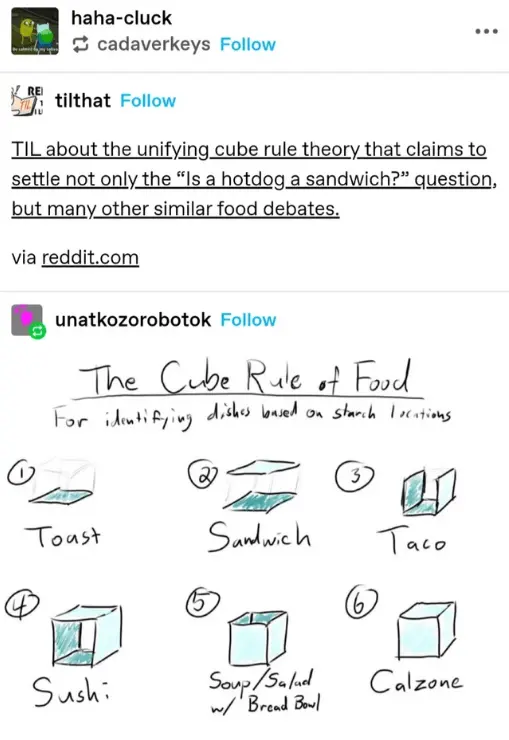 haha-cluck
cadaverkeys Follow
tilthat Follow
TIL about the unifying cube rule theory that claims to
settle not only the “Is a hotdog a sandwich?” question,
but many other similar food debates.
via reddit.com
unatkozorobotok Follow
The Cube Rule of Food
For identifying dishes based on starch locations
1 Toast
2 Sandwich
3 Taco
4 Sushi
5 Soup/Salad
w/ Bread Bowl
6 Calzone